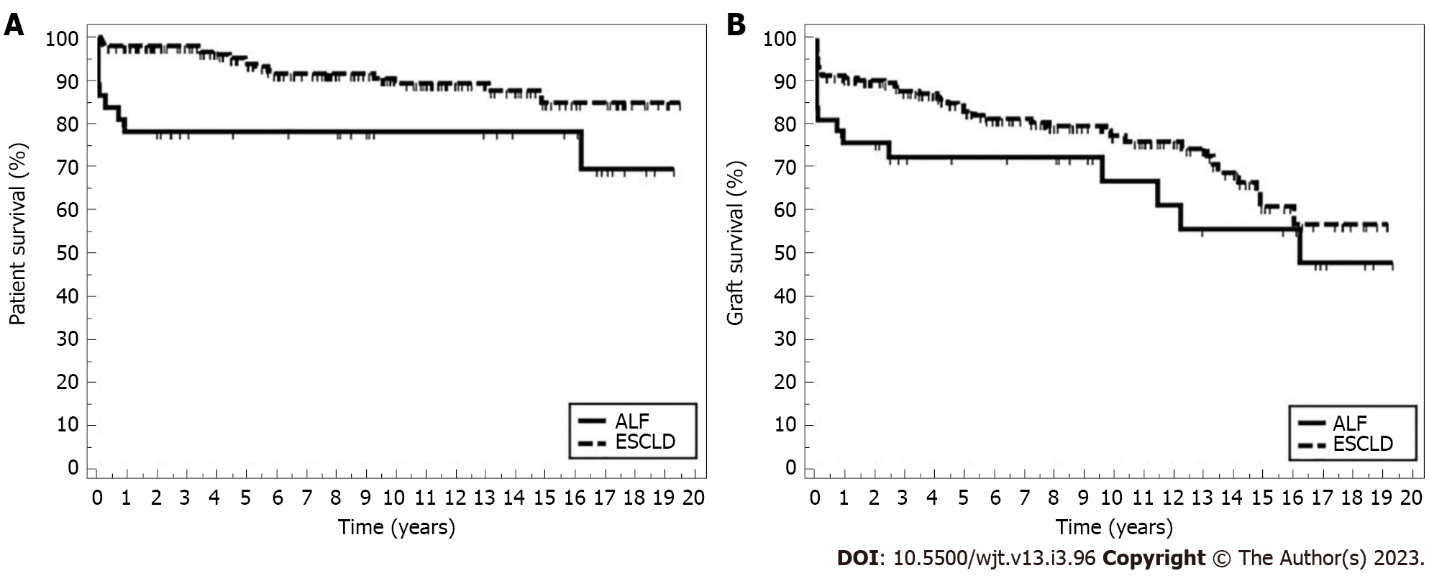 A
Patient survival (%)
100
90
80
70
60
50
40
30
20
10
0
ALF
ESCLD
0 1 2 3 4 5 6 7 8 9 10 11 12 13 14 15 16 17 18 19 20
Time (years)
B
Graft survival (%)
100
90
80
70
60
50
40
30
20
10
0
ALF
ESCLD
0 1 2 3 4 5 6 7 8 9 10 11 12 13 14 15 16 17 18 19 20
Time (years)
DOI: 10.5500/wjt.v13.i3.96 Copyright © The Author(s) 2023.